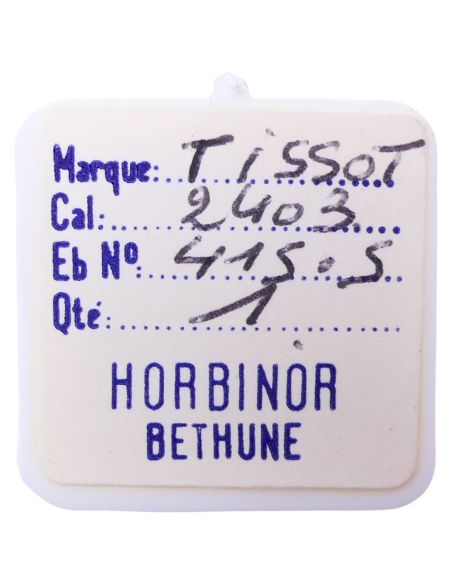 Marque: TISSOT
Cal: 2403
Eb Nº: 415.5
Qté: 1
HORBINOR
BETHUNE